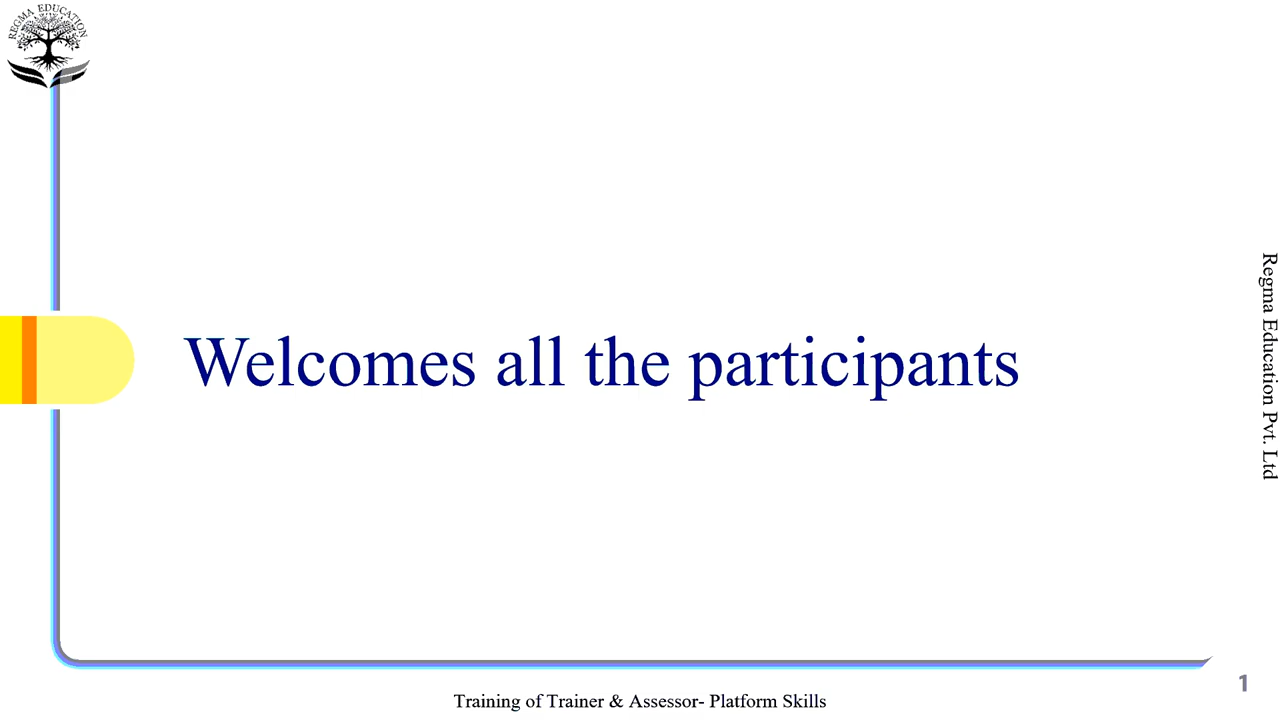 REGMA EDUCATION
Welcomes all the participants
Regma Education Pvt. Ltd
Training of Trainer & Assessor- Platform Skills
1